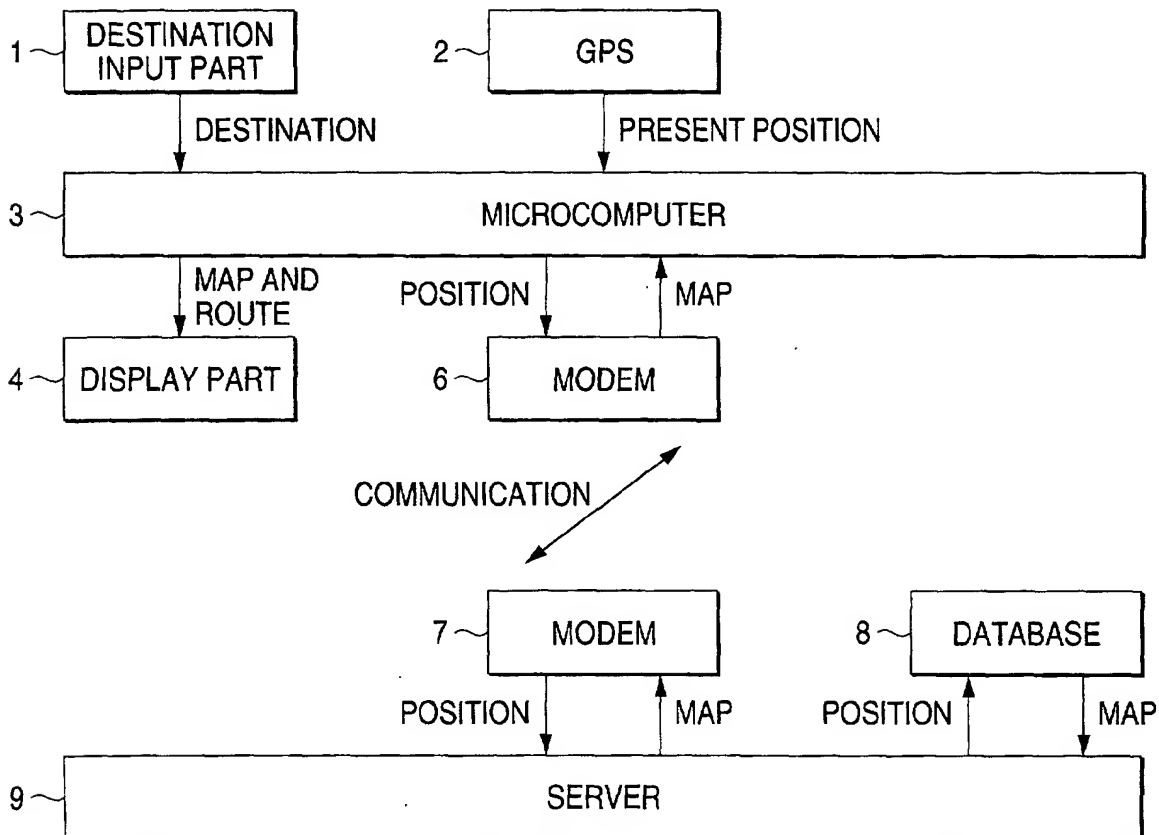 1
DESTINATION
INPUT PART
2
GPS
DESTINATION
PRESENT POSITION
3
MICROCOMPUTER
MAP AND
ROUTE
POSITION
MAP
4
DISPLAY PART
6
MODEM
COMMUNICATION
7
MODEM
8
DATABASE
POSITION
MAP
POSITION
MAP
9
SERVER